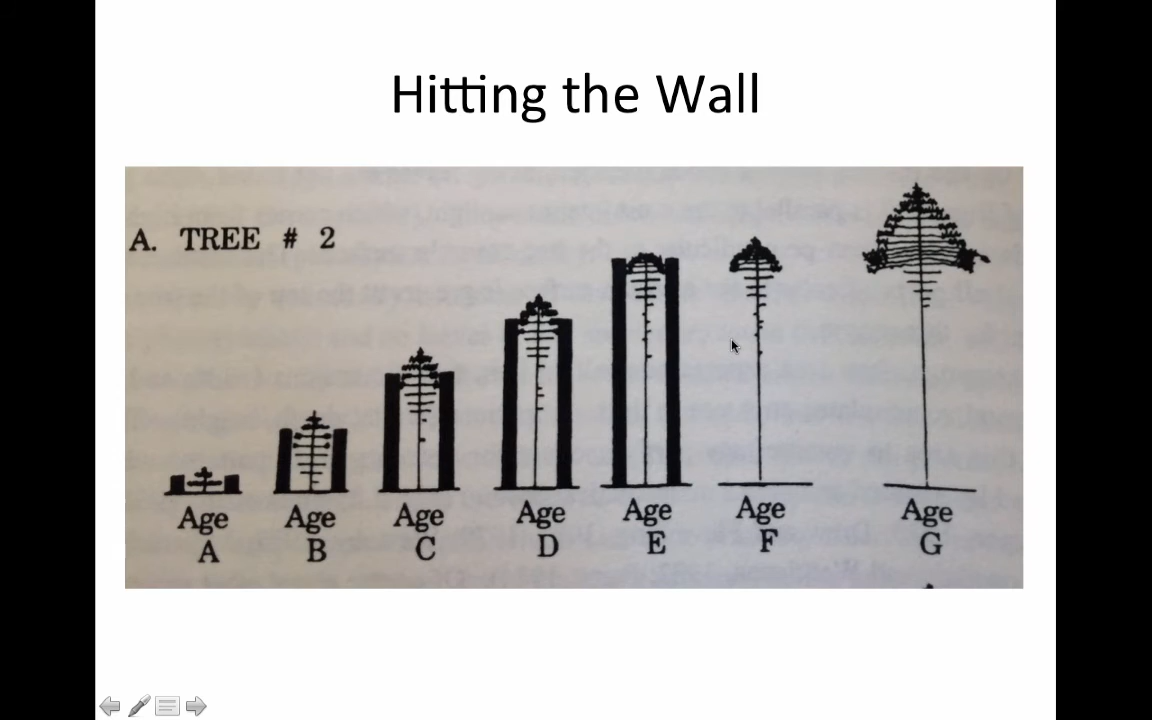 Hitting the Wall
A. TREE # 2
Age Age Age Age Age Age Age
A B C D E F G